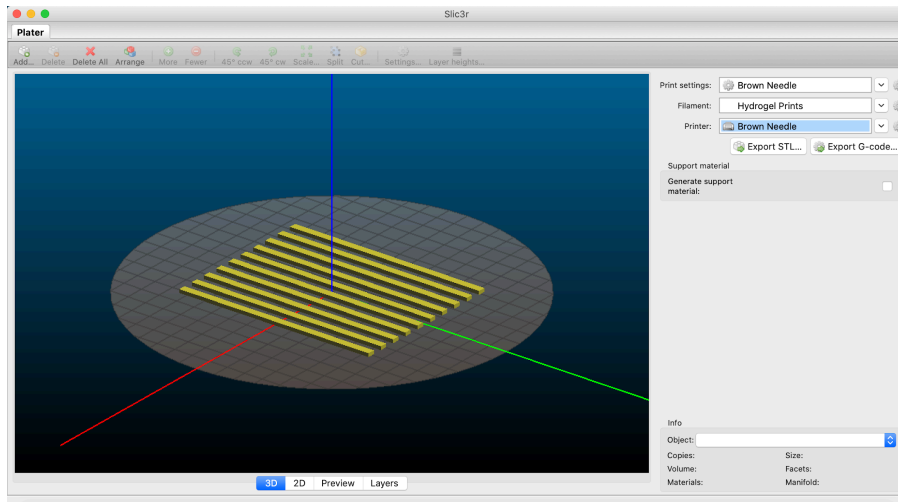 Slic3r
Plater
Add... Delete Delete All Arrange More Fewer 45° ccw 45° cw Scale... Split Cut... Settings... Layer heights...
Print settings: Brown Needle
Filament: Hydrogel Prints
Printer: Brown Needle
Export STL... Export G-code...
Support material
Generate support
material:
Info
Object:
Copies: Size:
Volume: Facets:
Materials: Manifold:
3D 2D Preview Layers